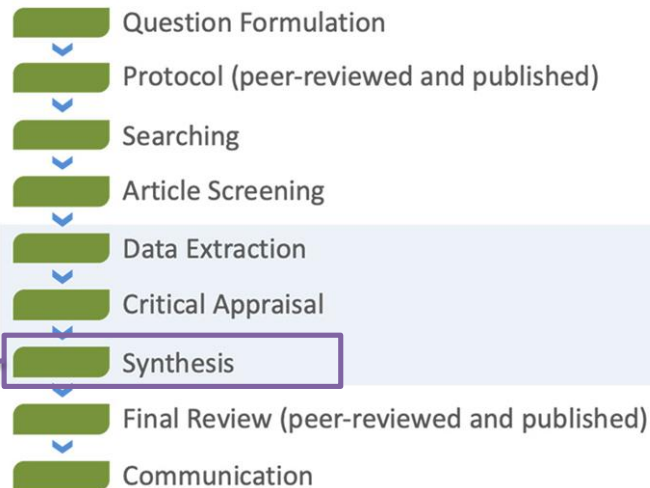 Question Formulation
Protocol (peer-reviewed and published)
Searching
Article Screening
Data Extraction
Critical Appraisal
Synthesis
Final Review (peer-reviewed and published)
Communication